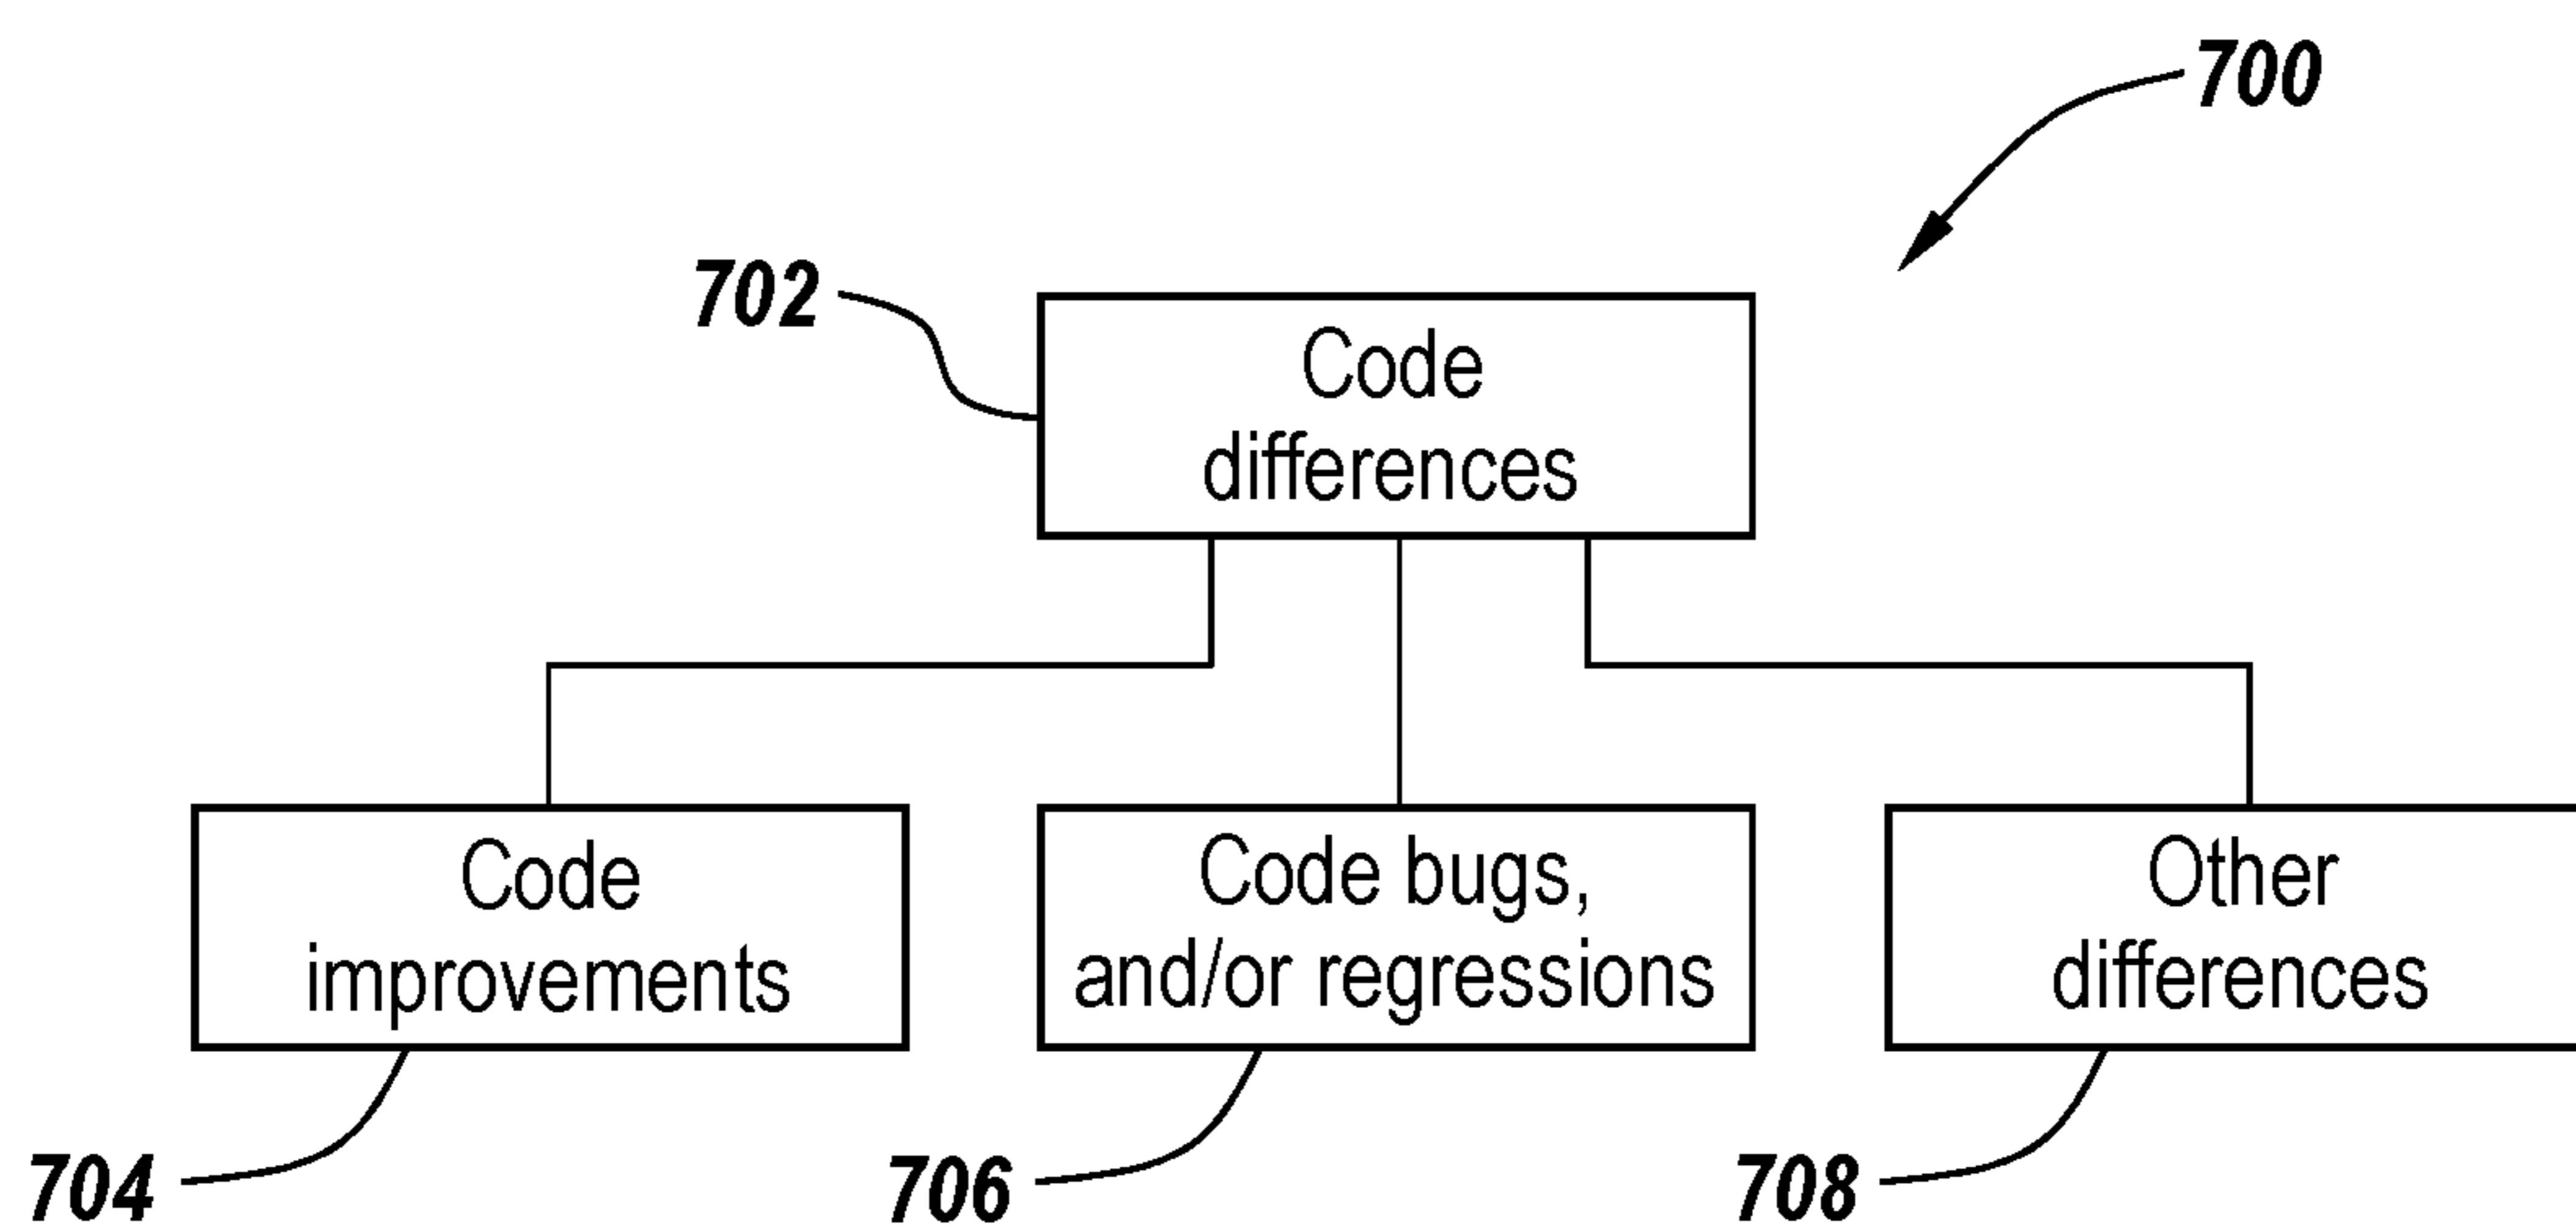 700
702
Code
differences
Code
improvements
Code bugs,
and/or regressions
Other
differences
704
706
708